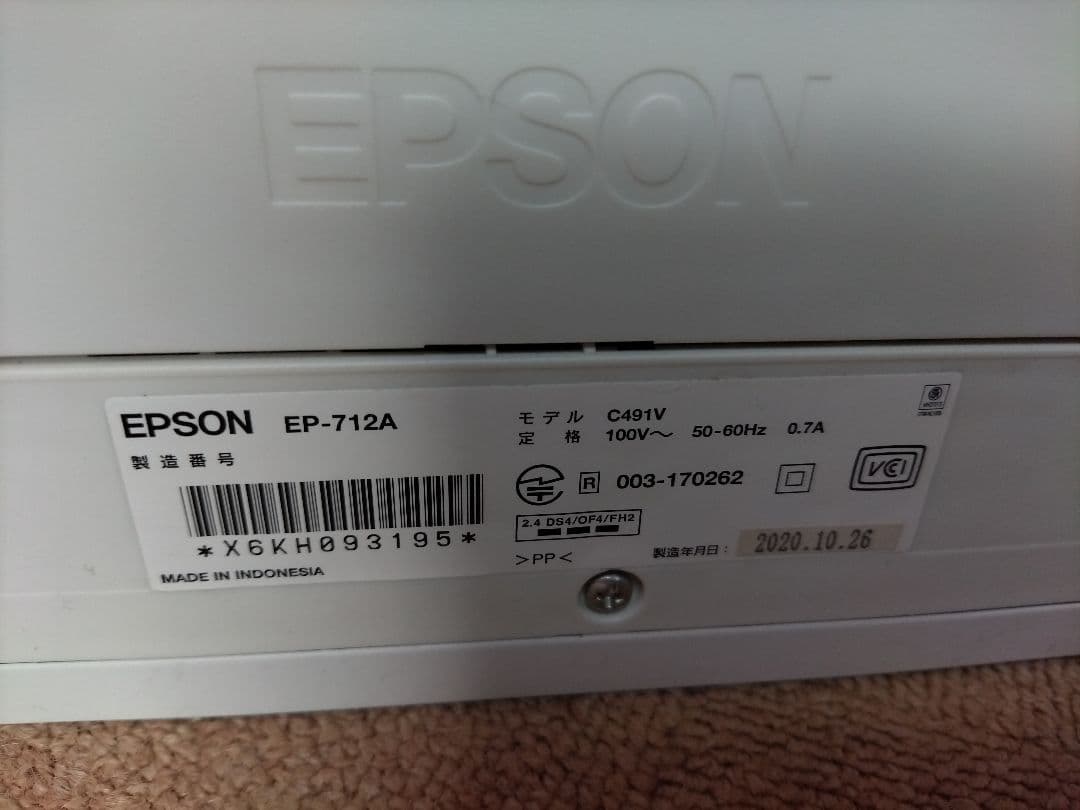 EPSON
EPSON EP-712A
製造番号
*X6KH093195*
MADE IN INDONESIA
モデル C491V
定格 100V〜 50-60Hz 0.7A
R 003-170262
VCCI
2.4 DS4/OF4/FH2
>PP<
製造年月日: 2020.10.26